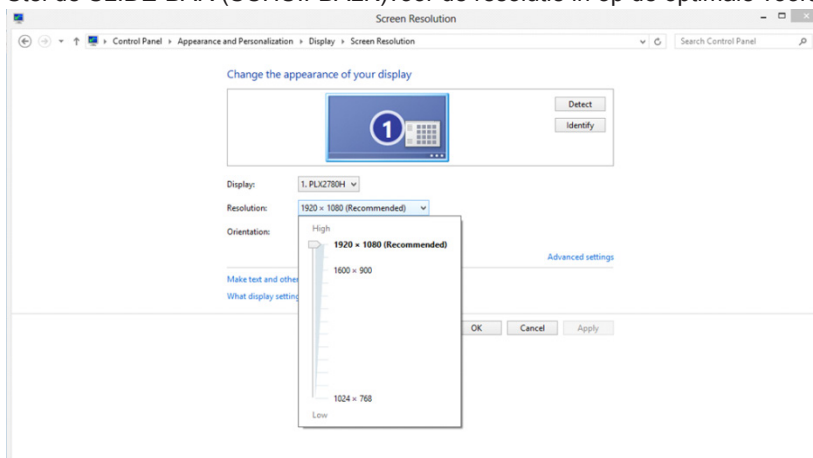 Screen Resolution
Control Panel Appearance and Personalization Display Screen Resolution
Search Control Panel
Change the appearance of your display
1
Detect
Identify
Display: 1. PLX2780H
Resolution: 1920 × 1080 (Recommended)
Orientation:
High
1920 × 1080 (Recommended)
1600 × 900
Advanced settings
Make text and other
What display setting
OK Cancel Apply
1024 × 768
Low